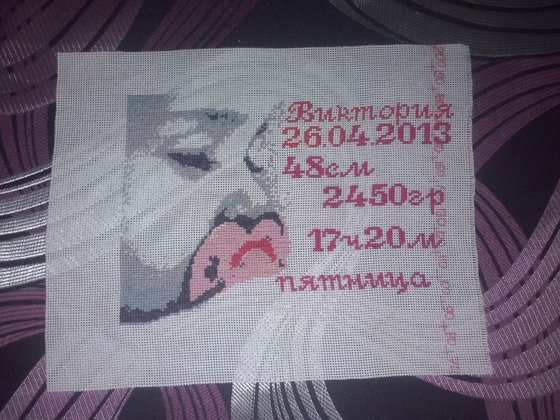 Виктория
26.04.2013
48см
2450гр
17ч20м
пятница